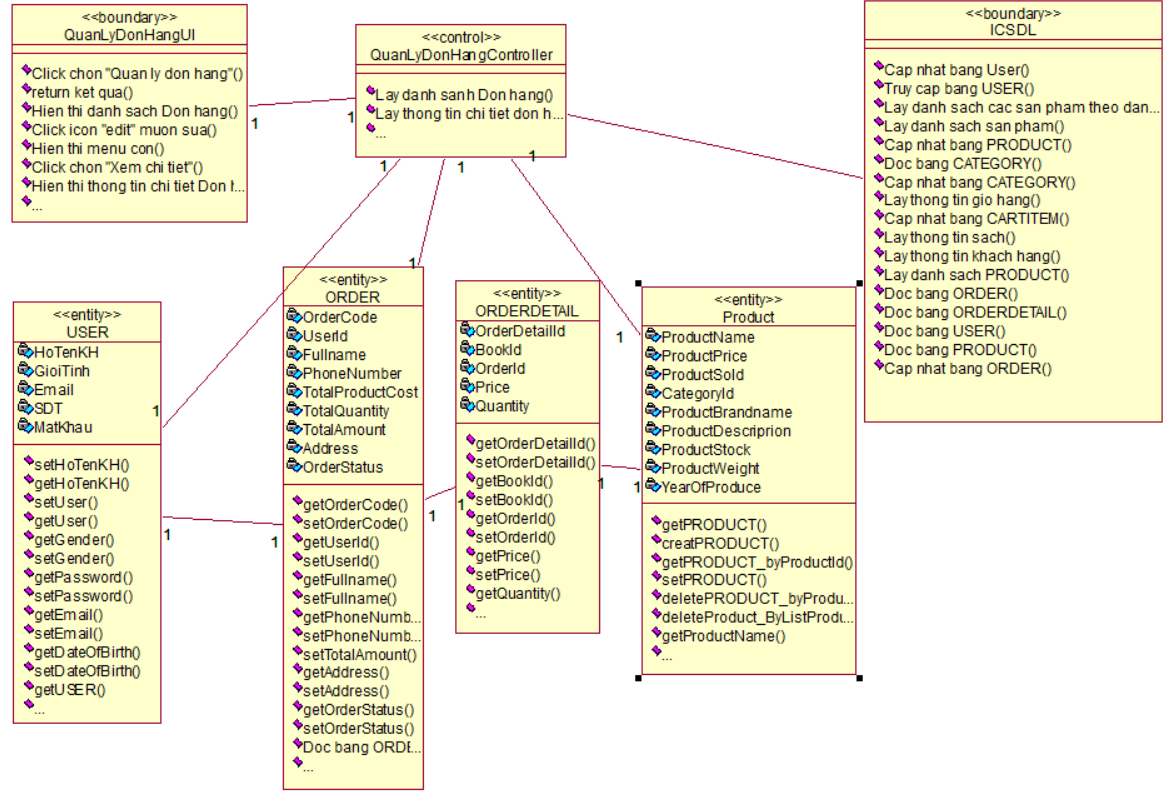 <<boundary>>
QuanLyDonHangUI
Click chon "Quan ly don hang"()
return ket qua()
Hien thi danh sach Don hang()
Click icon "edit" muon sua()
Hien thi menu con()
Click chon "Xem chi tiet"()
Hien thi thong tin chi tiet Don h...
...
1
<<control>>
QuanLyDonHangController
Lay danh sanh Don hang()
Lay thong tin chi tiet don h...
...
1
1
1
1
<<boundary>>
ICSDL
Cap nhat bang User()
Truy cap bang USER()
Lay danh sach cac san pham theo dan...
Lay danh sach san pham()
Cap nhat bang PRODUCT()
Doc bang CATEGORY()
Cap nhat bang CATEGORY()
Lay thong tin gio hang()
Cap nhat bang CARTITEM()
Lay thong tin sach()
Lay thong tin khach hang()
Lay danh sach PRODUCT()
Doc bang ORDER()
Doc bang ORDERDETAIL()
Doc bang USER()
Doc bang PRODUCT()
Cap nhat bang ORDER()
<<entity>>
USER
HoTenKH
GioiTinh
Email
SDT
MatKhau
setHoTenKH()
getHoTenKH()
setUser()
getUser()
getGender()
setGender()
getPassword()
setPassword()
getEmail()
setEmail()
getDateOfBirth()
setDateOfBirth()
getUSER()
...
1
1
1
1
<<entity>>
ORDER
OrderCode
UserId
Fullname
PhoneNumber
TotalProductCost
TotalQuantity
TotalAmount
Address
OrderStatus
getOrderCode()
setOrderCode()
getUserId()
setUserId()
getFullname()
setFullname()
getPhoneNumb...
setPhoneNumb...
setTotalAmount()
getAddress()
setAddress()
getOrderStatus()
setOrderStatus()
Doc bang ORDE...
...
1
1
<<entity>>
ORDERDETAIL
OrderDetailId
BookId
OrderId
Price
Quantity
getOrderDetailId()
setOrderDetailId()
getBookId()
setBookId()
getOrderId()
setOrderId()
getPrice()
setPrice()
getQuantity()
...
1
1
1
<<entity>>
Product
ProductName
ProductPrice
ProductSold
CategoryId
ProductBrandname
ProductDescriprion
ProductStock
ProductWeight
YearOfProduce
getPRODUCT()
creatPRODUCT()
getPRODUCT_byProductId()
setPRODUCT()
deletePRODUCT_byProdu...
deleteProduct_ByListProdu...
getProductName()
...